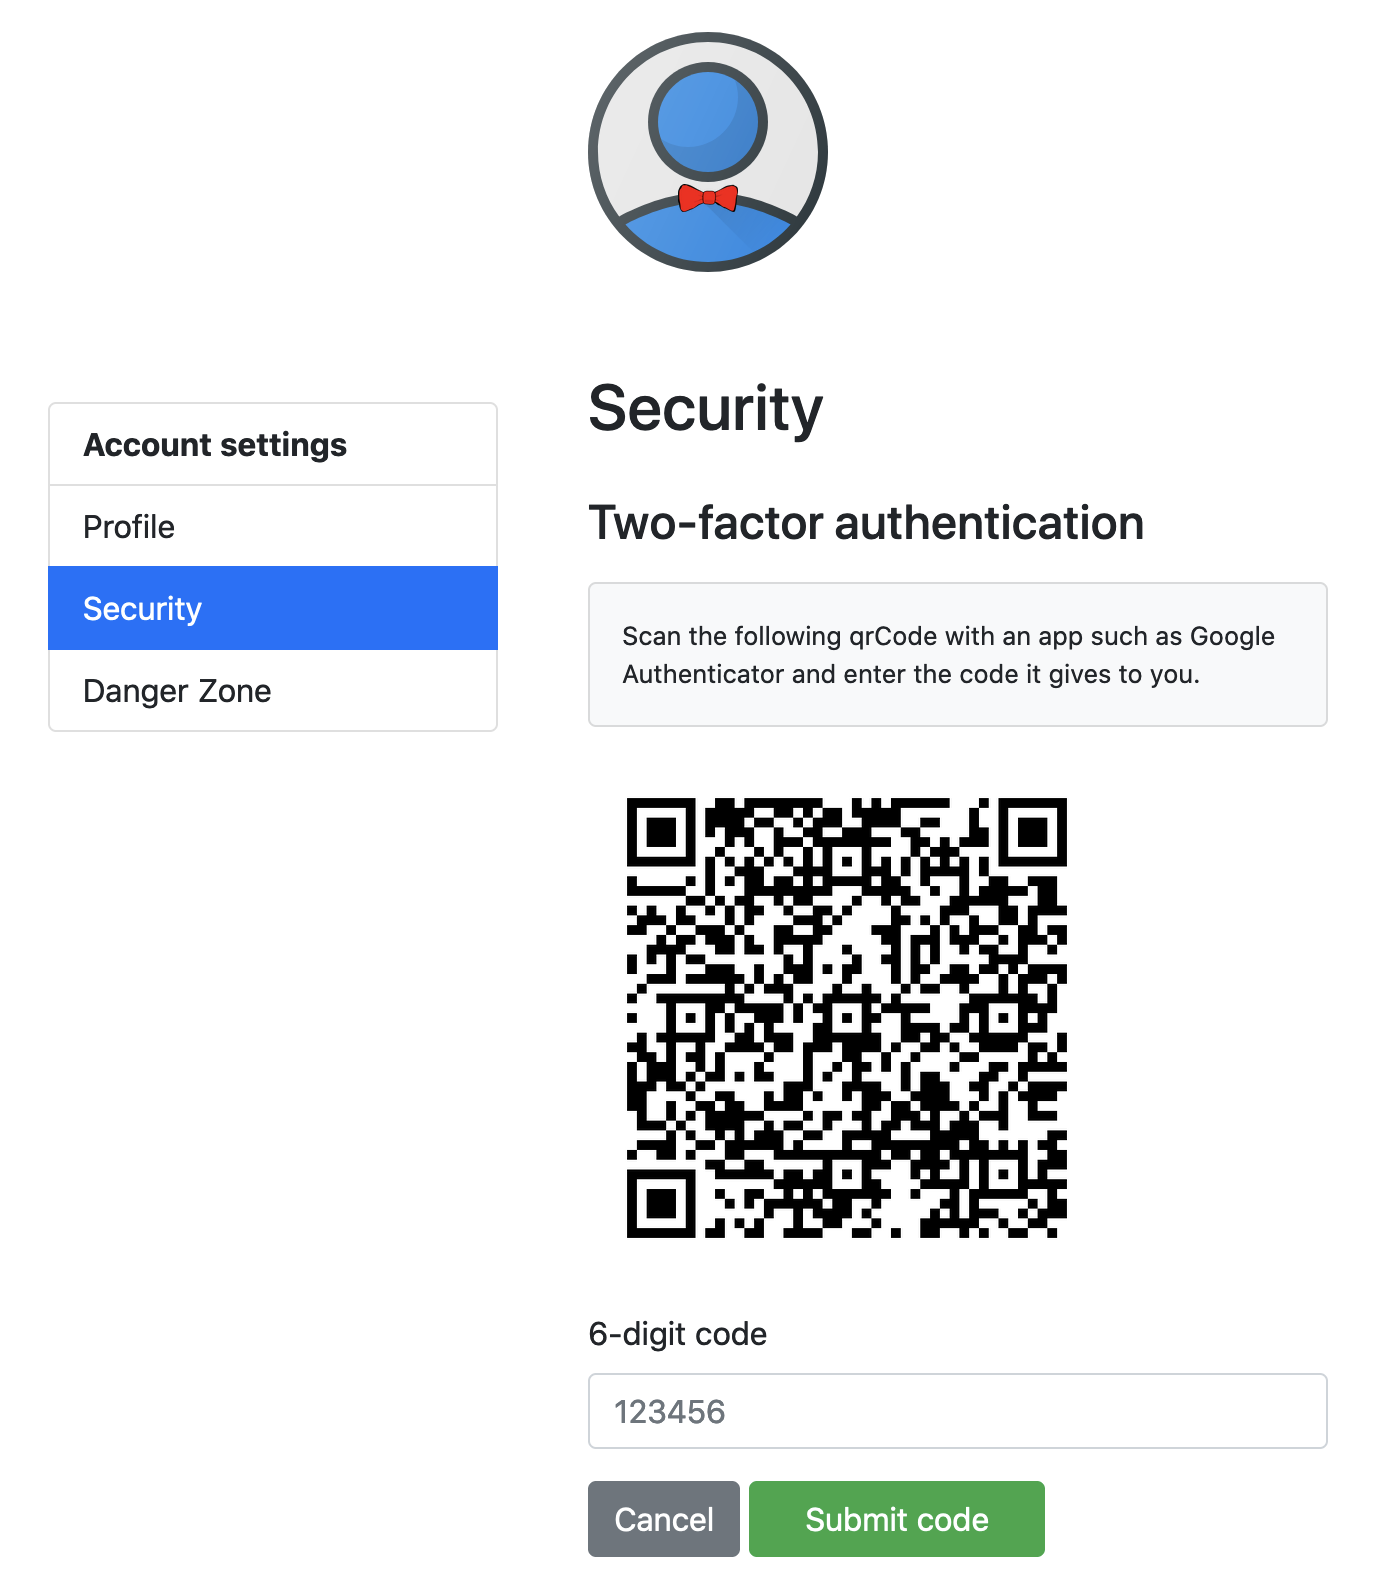 Account settings
Profile
Security
Danger Zone
Security
Two-factor authentication
Scan the following qrCode with an app such as Google
Authenticator and enter the code it gives to you.
6-digit code
123456
Cancel
Submit code